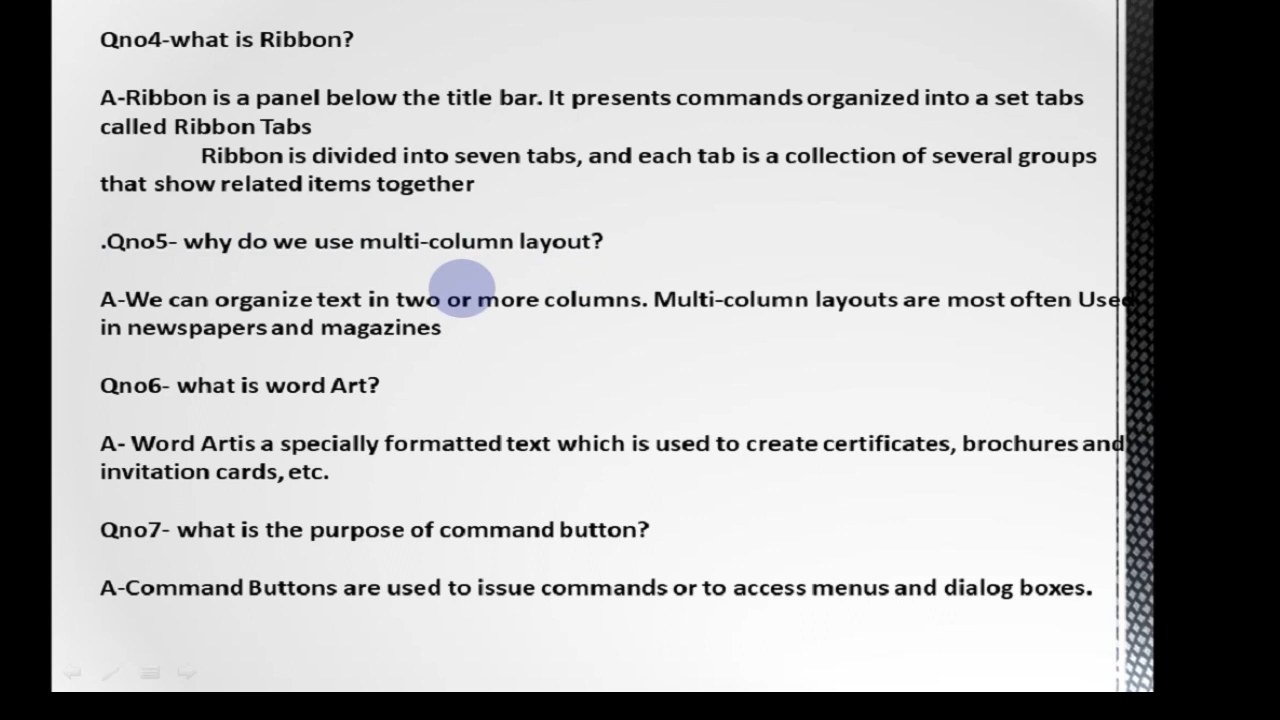 Qno4-what is Ribbon?
A-Ribbon is a panel below the title bar. It presents commands organized into a set tabs
called Ribbon Tabs
Ribbon is divided into seven tabs, and each tab is a collection of several groups
that show related items together
.Qno5- why do we use multi-column layout?
A-We can organize text in two or more columns. Multi-column layouts are most often Used
in newspapers and magazines
Qno6- what is word Art?
A- Word Artis a specially formatted text which is used to create certificates, brochures and
invitation cards, etc.
Qno7- what is the purpose of command button?
A-Command Buttons are used to issue commands or to access menus and dialog boxes.